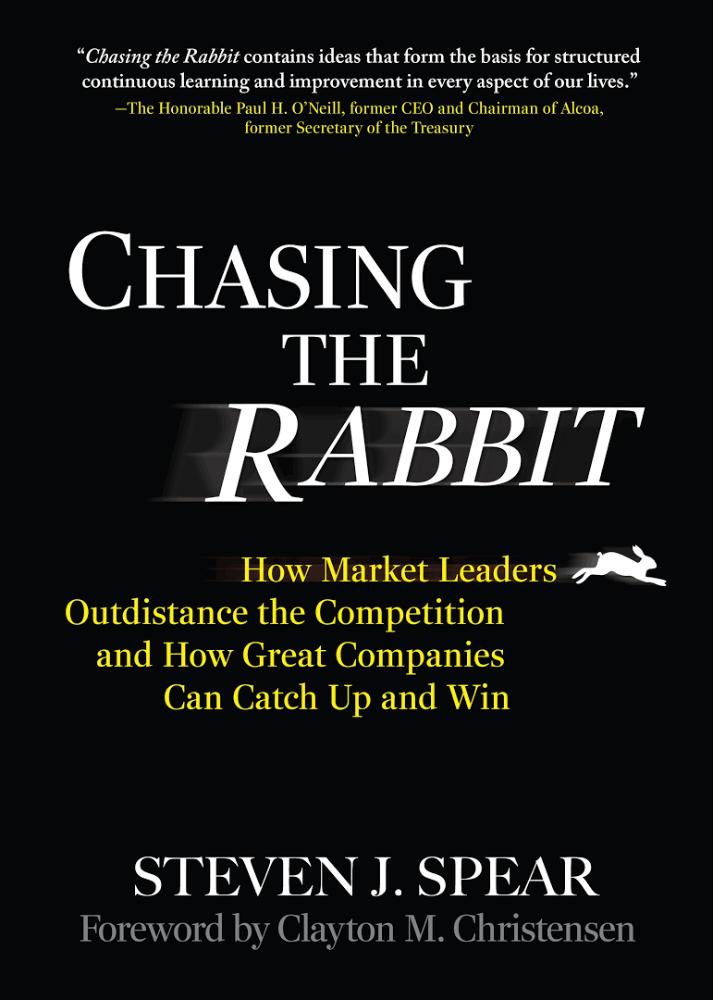 “Chasing the Rabbit contains ideas that form the basis for structured
continuous learning and improvement in every aspect of our lives.”
—The Honorable Paul H. O’Neill, former CEO and Chairman of Alcoa,
former Secretary of the Treasury
CHASING
THE
RABBIT
How Market Leaders
Outdistance the Competition
and How Great Companies
Can Catch Up and Win
STEVEN J. SPEAR
Foreword by Clayton M. Christensen